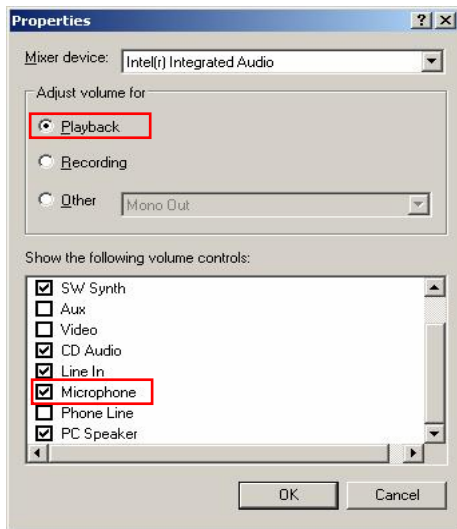 Properties
Mixer device: Intel(r) Integrated Audio
Adjust volume for
Playback
Recording
Other Mono Out
Show the following volume controls:
SW Synth
Aux
Video
CD Audio
Line In
Microphone
Phone Line
PC Speaker
OK Cancel